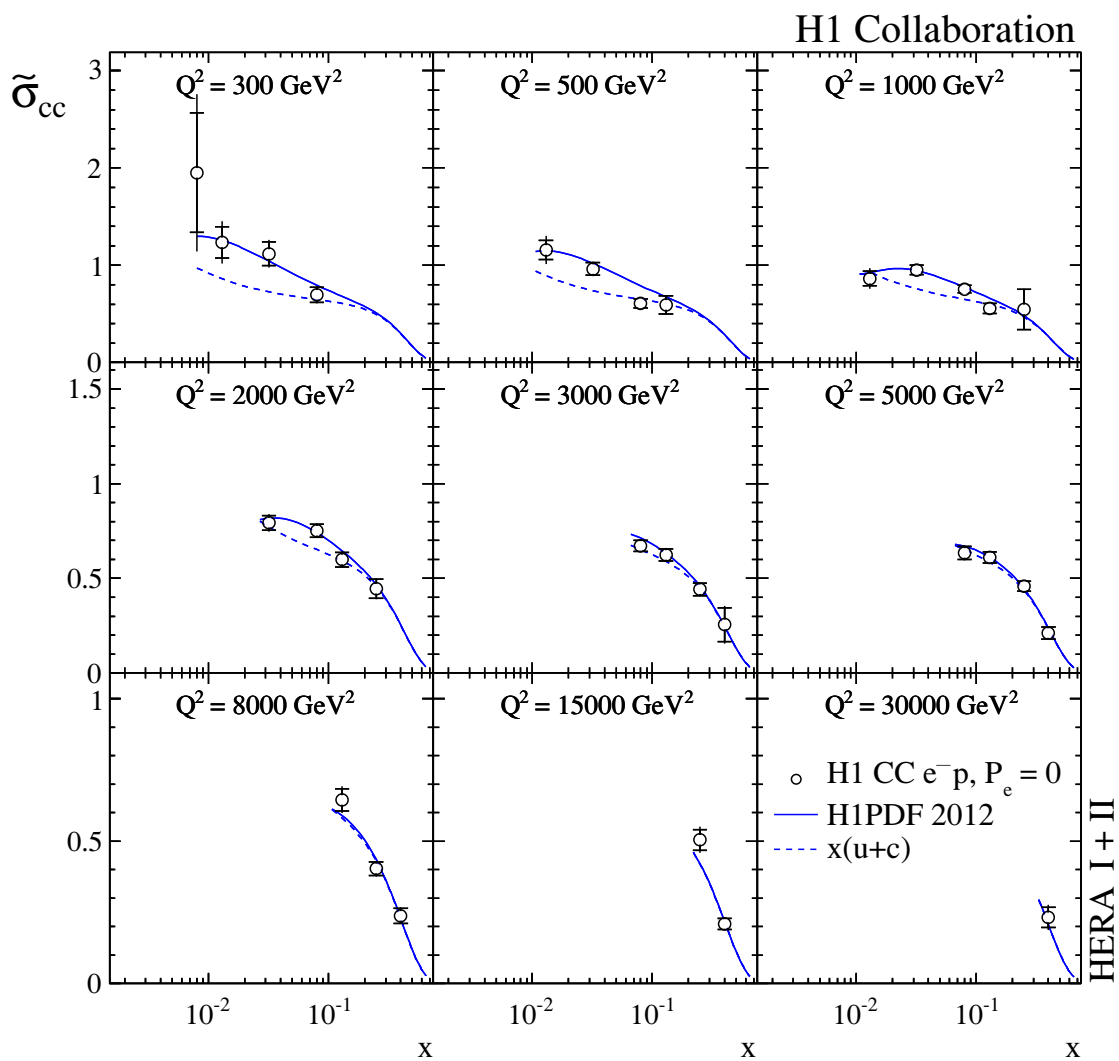 H1 Collaboration
σ̃cc
Q² = 300 GeV²
Q² = 500 GeV²
Q² = 1000 GeV²
3
2
1
0
Q² = 2000 GeV²
Q² = 3000 GeV²
Q² = 5000 GeV²
1.5
1
0.5
0
Q² = 8000 GeV²
Q² = 15000 GeV²
Q² = 30000 GeV²
1
0.5
0
H1 CC e⁻p, Pₑ = 0
H1PDF 2012
x(u+c)
10⁻² 10⁻¹ 10⁻² 10⁻¹ 10⁻² 10⁻¹
x x x
HERA I + II